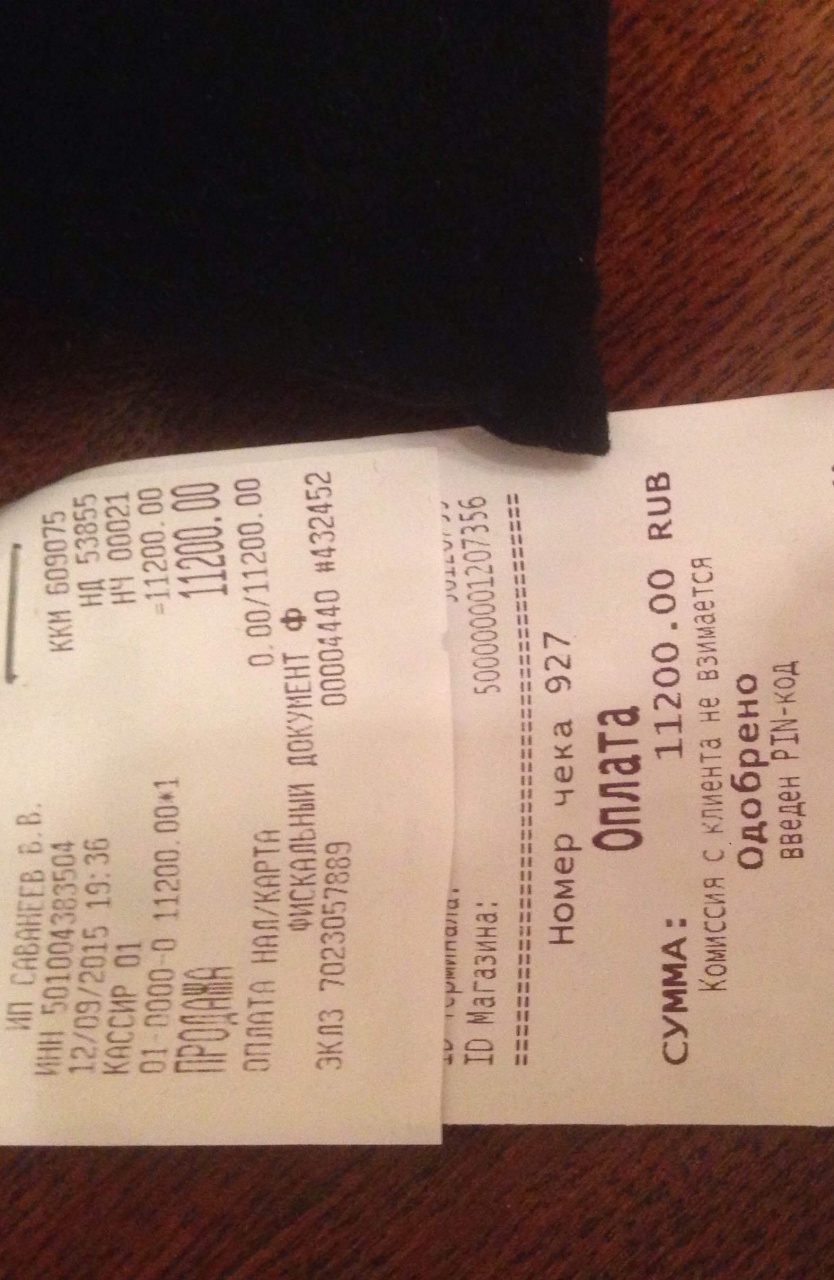 ИП САВАНЕЕВ В.В.
ИНН 501004383504 ККМ 609075
12/09/2015 19:36 НД 53855
КАССИР 01 НЧ 00021
01-0000-0 11200.00*1 =11200.00
ПРОДАЖА 11200.00
ОПЛАТА НАЛ/КАРТА 0.00/11200.00
ФИСКАЛЬНЫЙ ДОКУМЕНТ Ф
ЭКЛЗ 7023057889 00004440 #432452
ID терминала:
ID Магазина: 500000001207356
================================
Номер чека 927
Оплата
СУММА: 11200.00 RUB
Комиссия с клиента не взимается
Одобрено
введен PIN-код